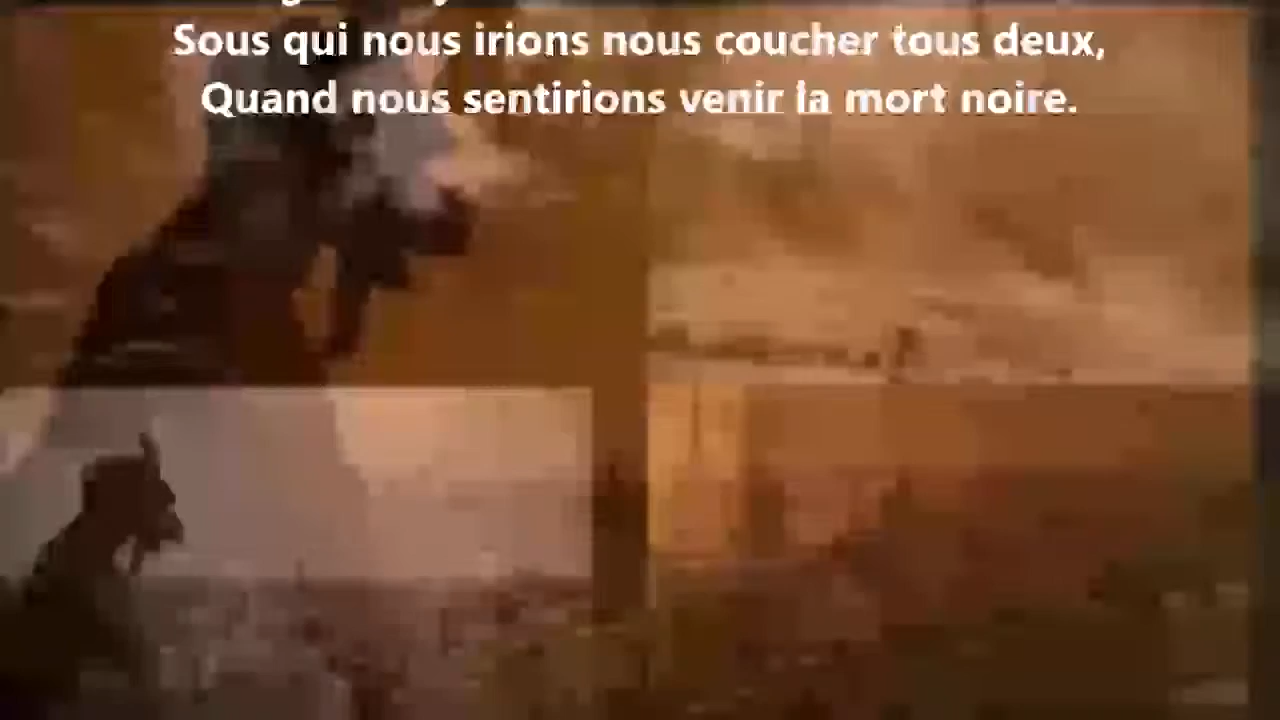 Sous qui nous irions nous coucher tous deux,
Quand nous sentirions venir la mort noire.